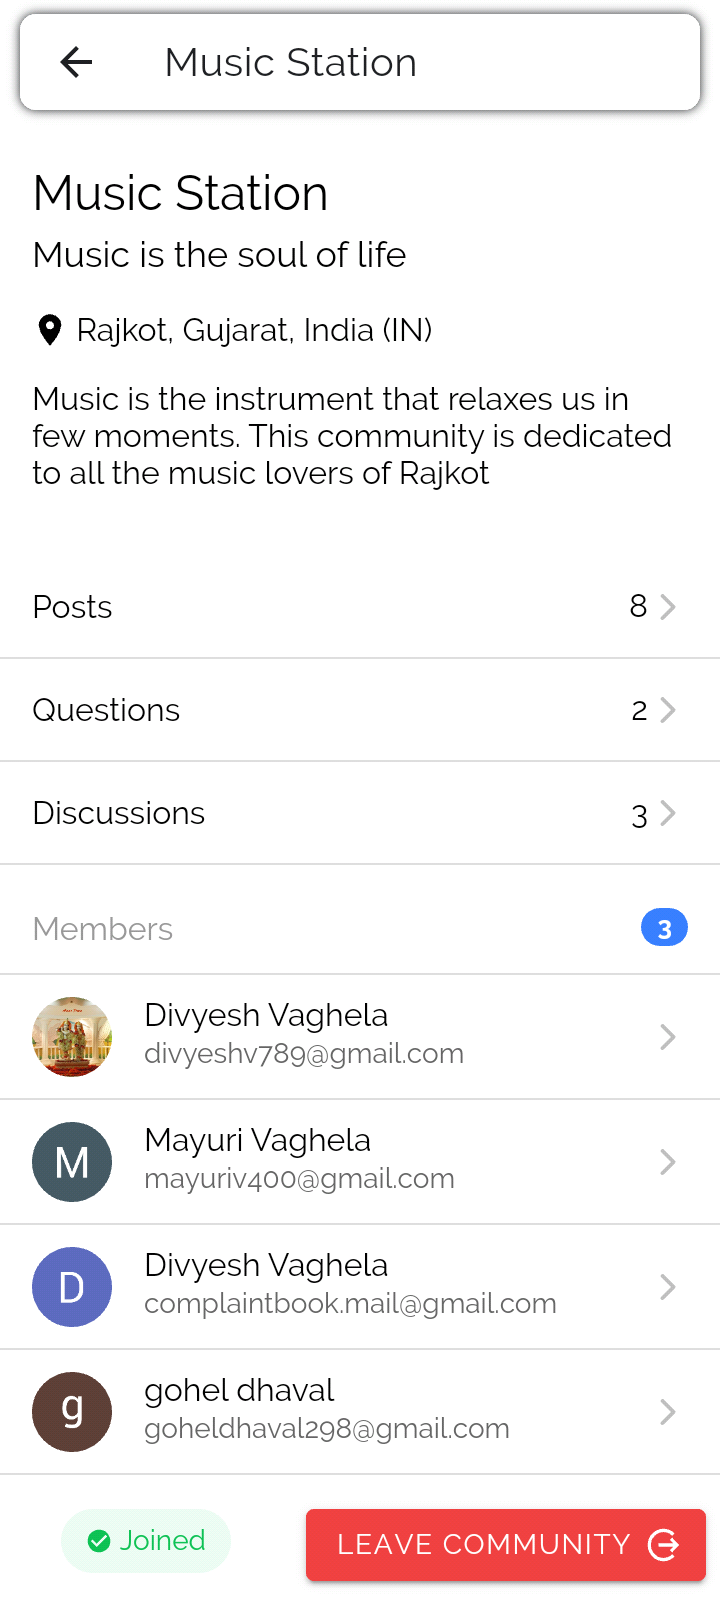 Music Station
Music Station
Music is the soul of life
Rajkot, Gujarat, India (IN)
Music is the instrument that relaxes us in
few moments. This community is dedicated
to all the music lovers of Rajkot
Posts 8
Questions 2
Discussions 3
Members 3
Divyesh Vaghela
divyeshv789@gmail.com
M
Mayuri Vaghela
mayuriv400@gmail.com
D
Divyesh Vaghela
complaintbook.mail@gmail.com
g
gohel dhaval
goheldhaval298@gmail.com
Joined
LEAVE COMMUNITY